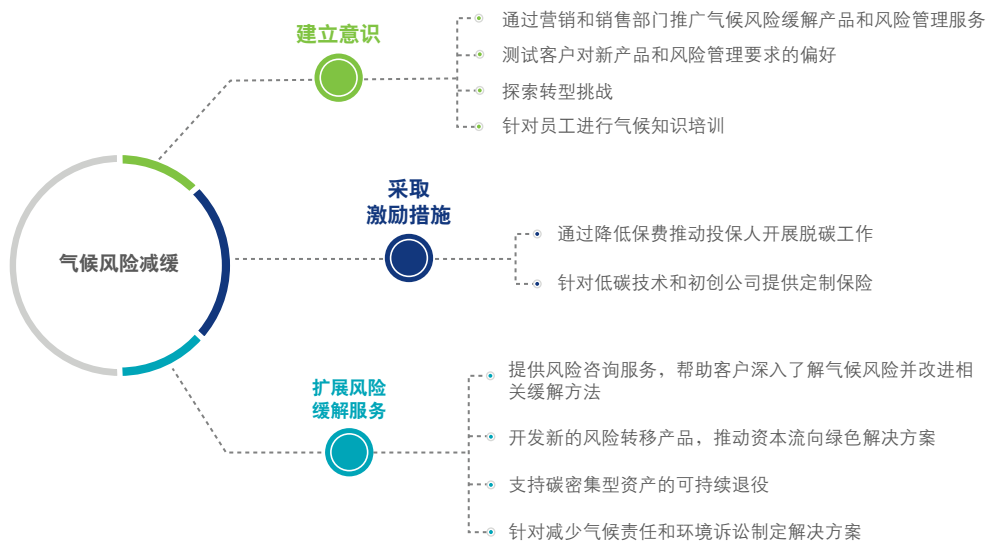 气候风险减缓
建立意识
通过营销和销售部门推广气候风险缓解产品和风险管理服务
测试客户对新产品和风险管理要求的偏好
探索转型挑战
针对员工进行气候知识培训
采取
激励措施
通过降低保费推动投保人开展脱碳工作
针对低碳技术和初创公司提供定制保险
扩展风险
缓解服务
提供风险咨询服务，帮助客户深入了解气候风险并改进相
关缓解方法
开发新的风险转移产品，推动资本流向绿色解决方案
支持碳密集型资产的可持续退役
针对减少气候责任和环境诉讼制定解决方案